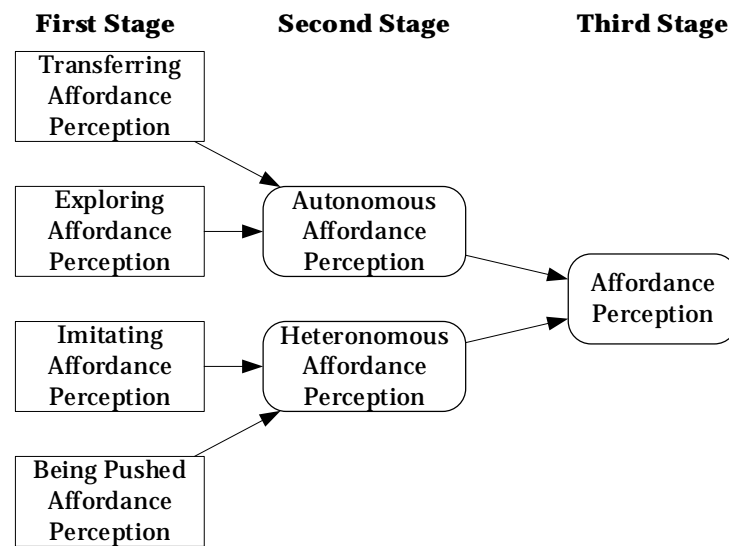 First Stage
Second Stage
Third Stage
Transferring
Affordance
Perception
Exploring
Affordance
Perception
Imitating
Affordance
Perception
Being Pushed
Affordance
Perception
Autonomous
Affordance
Perception
Heteronomous
Affordance
Perception
Affordance
Perception